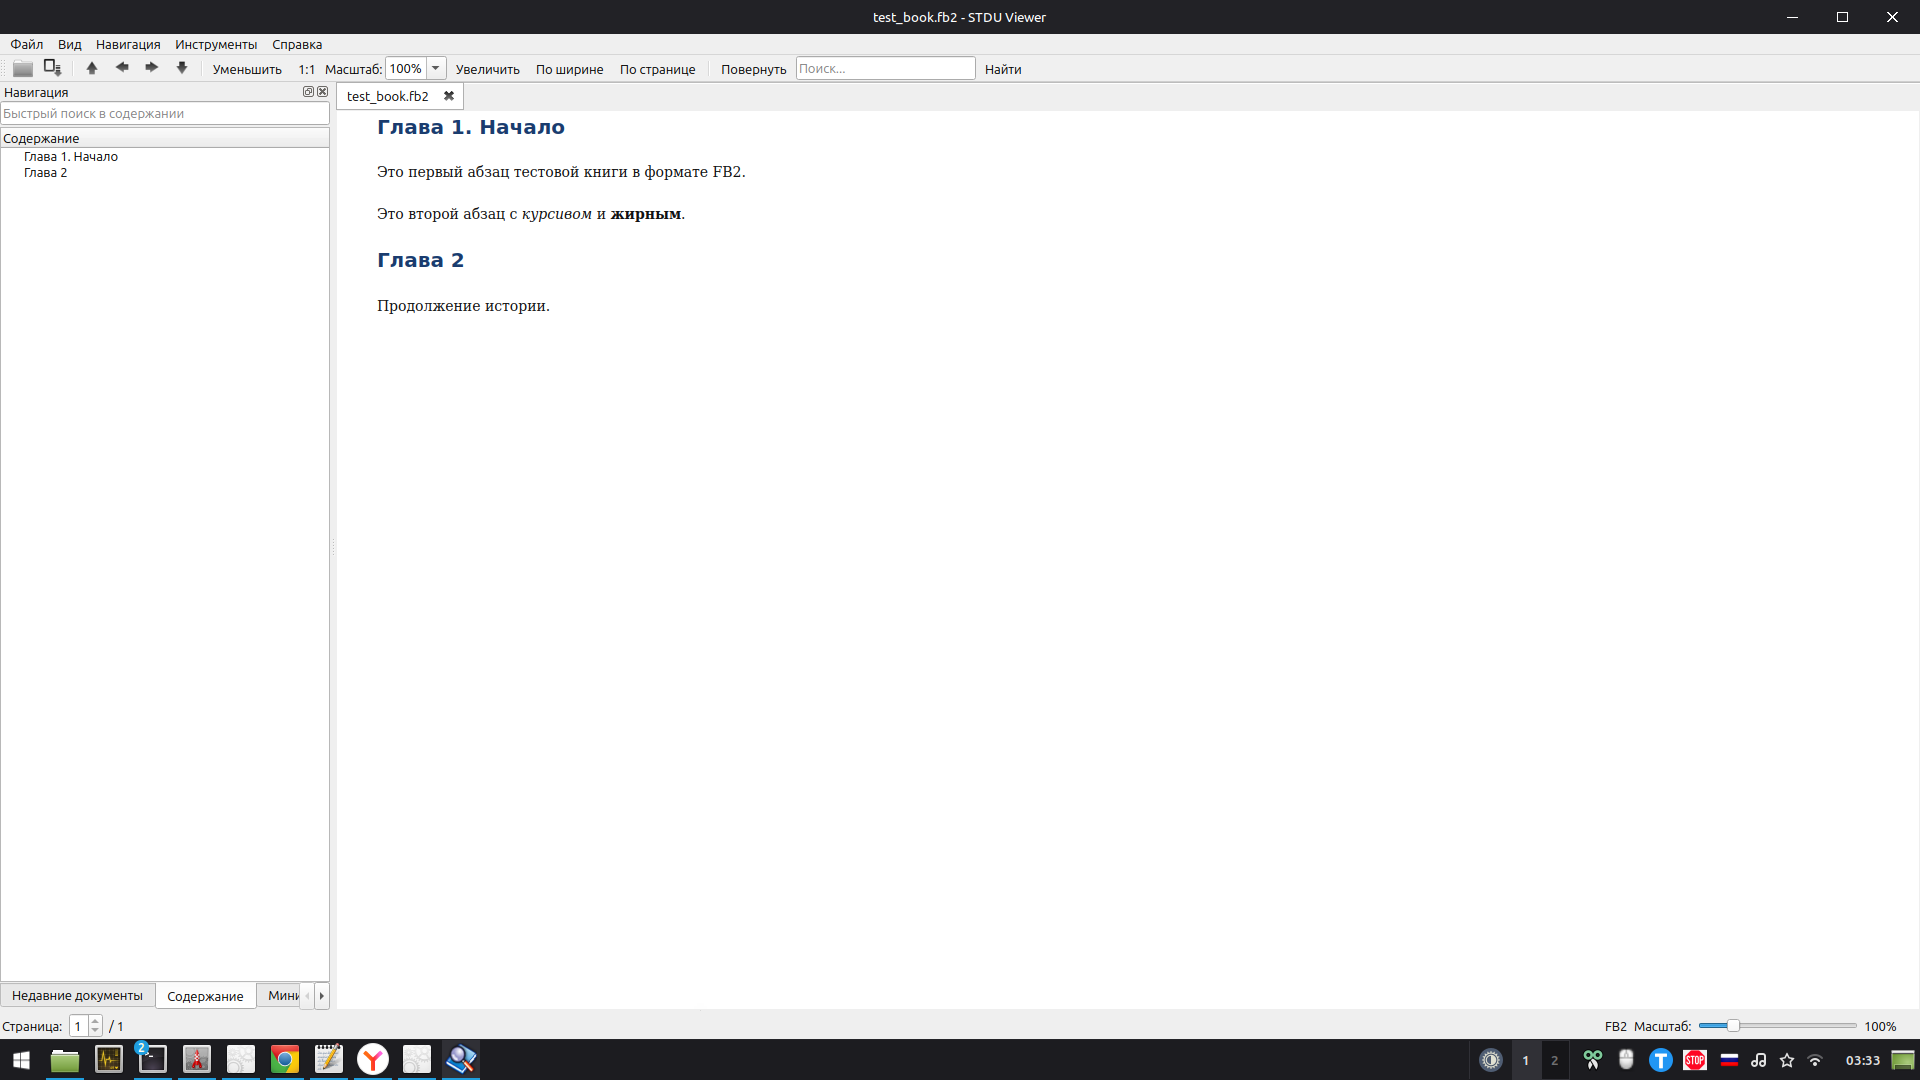 test_book.fb2 - STDU Viewer
Файл Вид Навигация Инструменты Справка
Уменьшить 1:1 Масштаб: 100% Увеличить По ширине По странице Повернуть Поиск... Найти
Навигация
test_book.fb2
Быстрый поиск в содержании
Содержание
Глава 1. Начало
Глава 2
Глава 1. Начало
Это первый абзац тестовой книги в формате FB2.
Это второй абзац с курсивом и жирным.
Глава 2
Продолжение истории.
Недавние документы Содержание Мини
Страница: 1 / 1
FB2 Масштаб: 100%
2
1 2
T
STOP
03:33